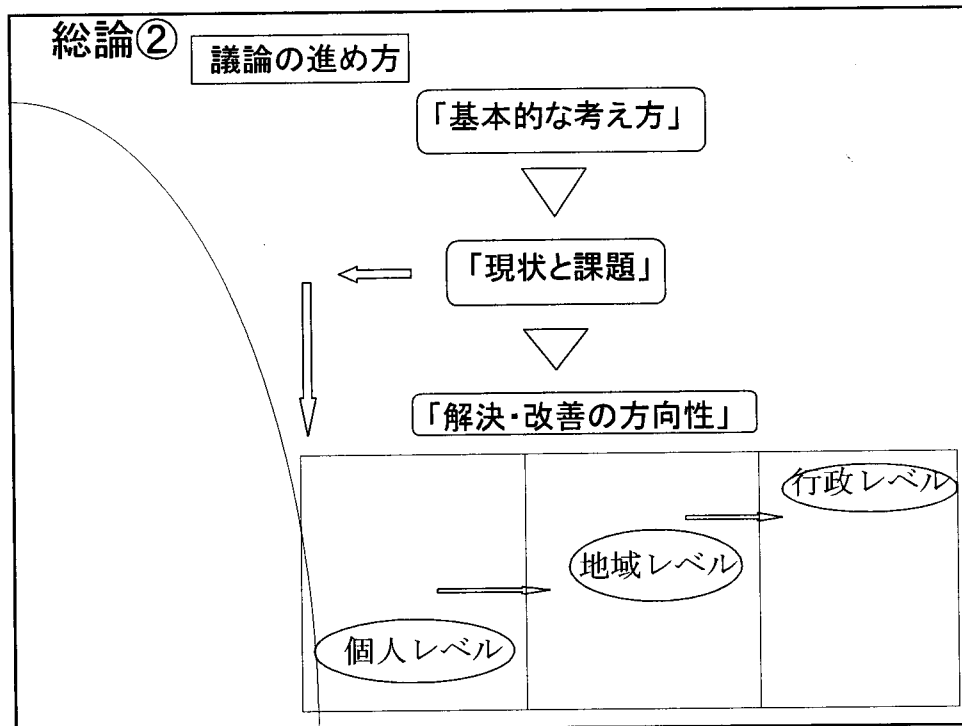 総論②
議論の進め方
「基本的な考え方」
「現状と課題」
「解決・改善の方向性」
行政レベル
地域レベル
個人レベル